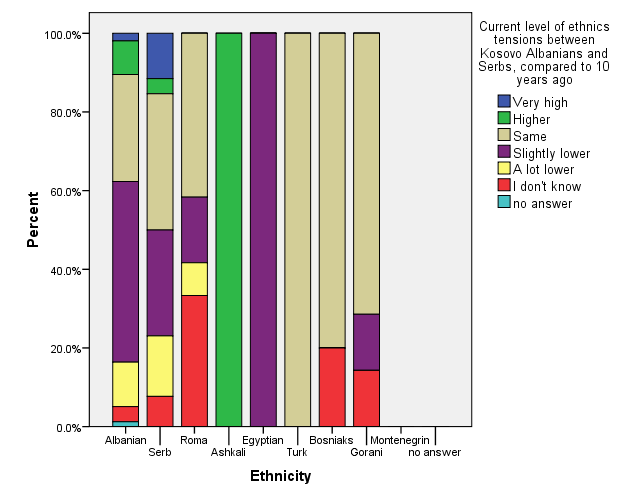 Current level of ethnics
tensions between
Kosovo Albanians and
Serbs, compared to 10
years ago
Very high
Higher
Same
Slightly lower
A lot lower
I don't know
no answer
Percent
100.0%
80.0%
60.0%
40.0%
20.0%
0.0%
Albanian
Serb
Roma
Ashkali
Egyptian
Turk
Bosniaks
Gorani
Montenegrin
no answer
Ethnicity